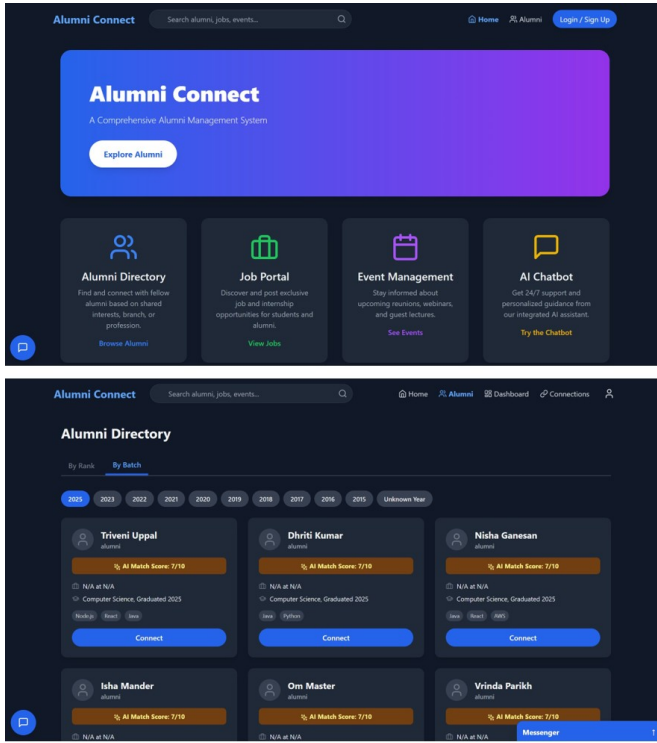 Alumni Connect
Search alumni, jobs, events...
Home
Alumni
Login / Sign Up
Alumni Connect
A Comprehensive Alumni Management System
Explore Alumni
Alumni Directory
Find and connect with fellow
alumni based on shared
interests, branch, or
profession.
Browse Alumni
Job Portal
Discover and post exclusive
job and internship
opportunities for students and
alumni.
View Jobs
Event Management
Stay informed about
upcoming reunions, webinars,
and guest lectures.
See Events
AI Chatbot
Get 24/7 support and
personalized guidance from
our integrated AI assistant.
Try the Chatbot
Alumni Connect
Search alumni, jobs, events...
Home
Alumni
Dashboard
Connections
Alumni Directory
By Rank
By Batch
2025
2023
2022
2021
2020
2019
2018
2017
2016
2015
Unknown Year
Triveni Uppal
alumni
AI Match Score: 7/10
N/A at N/A
Computer Science, Graduated 2025
Node.js
React
Java
Connect
Dhriti Kumar
alumni
AI Match Score: 7/10
N/A at N/A
Computer Science, Graduated 2025
Java
Python
Connect
Nisha Ganesan
alumni
AI Match Score: 7/10
N/A at N/A
Computer Science, Graduated 2025
Java
React
AWS
Connect
Isha Mander
alumni
AI Match Score: 7/10
N/A at N/A
Om Master
alumni
AI Match Score: 7/10
N/A at N/A
Vrinda Parikh
alumni
AI Match Score: 7/10
N/A at N/A
Messenger